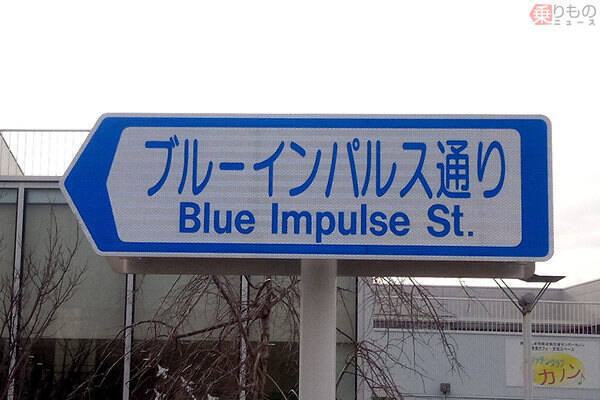 乗りもの
ニュース
ブルーインパルス通り
Blue Impulse St.
カノン♪